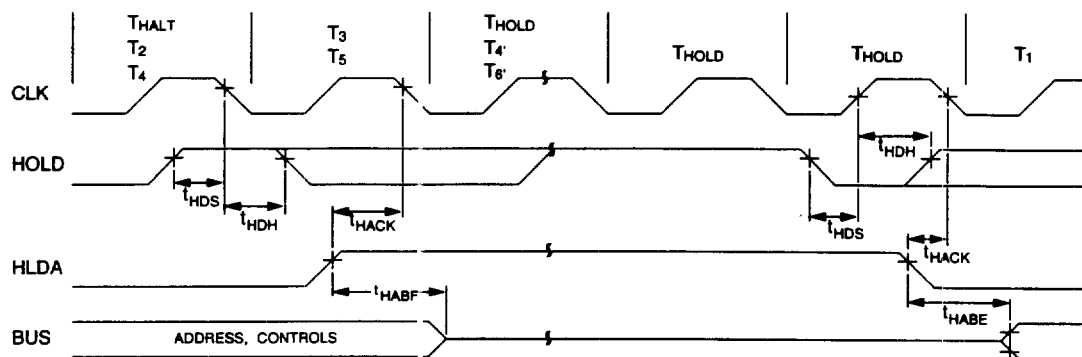 THALT
T2
T4
T3
T5
THOLD
T4'
T6'
THOLD
THOLD
T1
CLK
HOLD
tHDS
tHDH
tHACK
tHDH
tHDS
tHACK
HLDA
tHABF
tHABE
BUS
ADDRESS, CONTROLS